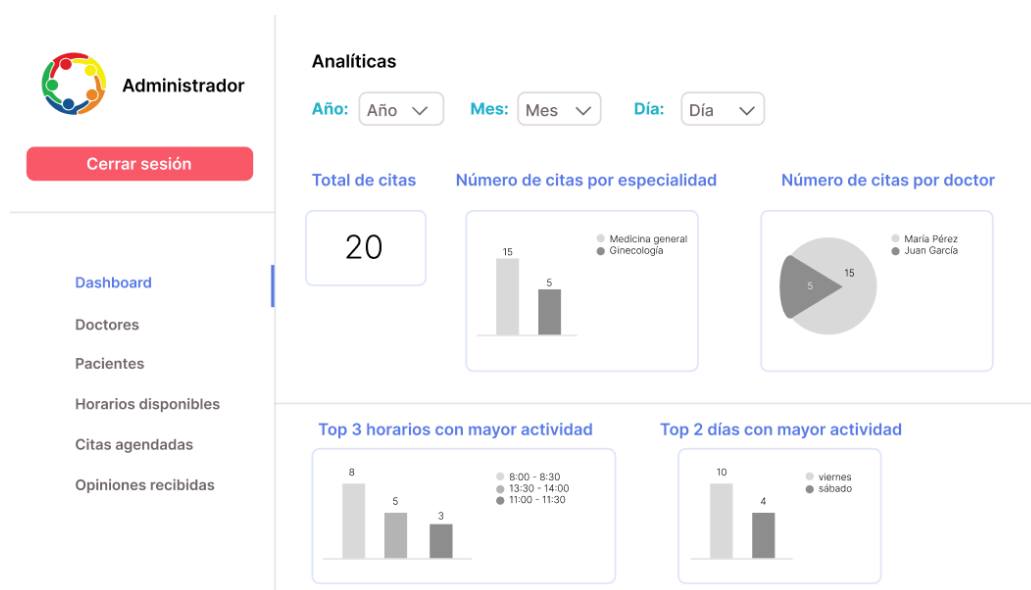 Administrador
Cerrar sesión
Dashboard
Doctores
Pacientes
Horarios disponibles
Citas agendadas
Opiniones recibidas
Analíticas
Año: Año Mes: Mes Día: Día
Total de citas
20
Número de citas por especialidad
15
5
Medicina general
Ginecología
Número de citas por doctor
15
5
María Pérez
Juan García
Top 3 horarios con mayor actividad
8
5
3
8:00 - 8:30
13:30 - 14:00
11:00 - 11:30
Top 2 días con mayor actividad
10
4
viernes
sábado